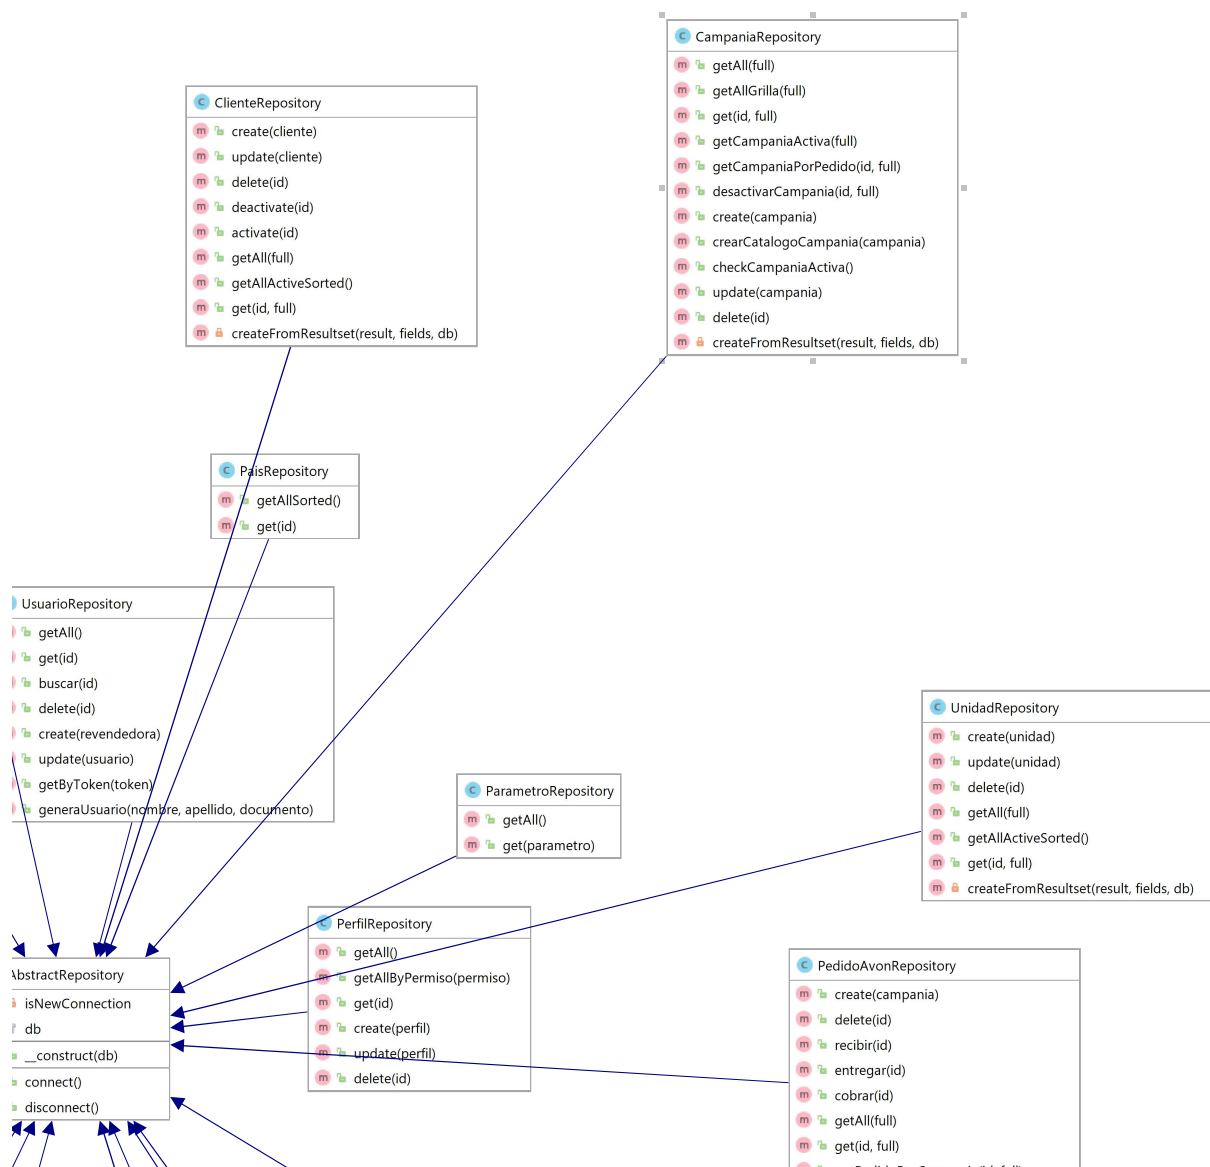 CampaniaRepository
getAll(full)
getAllGrilla(full)
get(id, full)
getCampaniaActiva(full)
getCampaniaPorPedido(id, full)
desactivarCampania(id, full)
create(campania)
crearCatalogoCampania(campania)
checkCampaniaActiva()
update(campania)
delete(id)
createFromResultset(result, fields, db)
ClienteRepository
create(cliente)
update(cliente)
delete(id)
deactivate(id)
activate(id)
getAll(full)
getAllActiveSorted()
get(id, full)
createFromResultset(result, fields, db)
PaisRepository
getAllSorted()
get(id)
UsuarioRepository
getAll()
get(id)
buscar(id)
delete(id)
create(revendedora)
update(usuario)
getByToken(token)
generaUsuario(nombre, apellido, documento)
UnidadRepository
create(unidad)
update(unidad)
delete(id)
getAll(full)
getAllActiveSorted()
get(id, full)
createFromResultset(result, fields, db)
ParametroRepository
getAll()
get(parametro)
PerfilRepository
getAll()
getAllByPermiso(permiso)
get(id)
create(perfil)
update(perfil)
delete(id)
AbstractRepository
isNewConnection
db
__construct(db)
connect()
disconnect()
PedidoAvonRepository
create(campania)
delete(id)
recibir(id)
entregar(id)
cobrar(id)
getAll(full)
get(id, full)